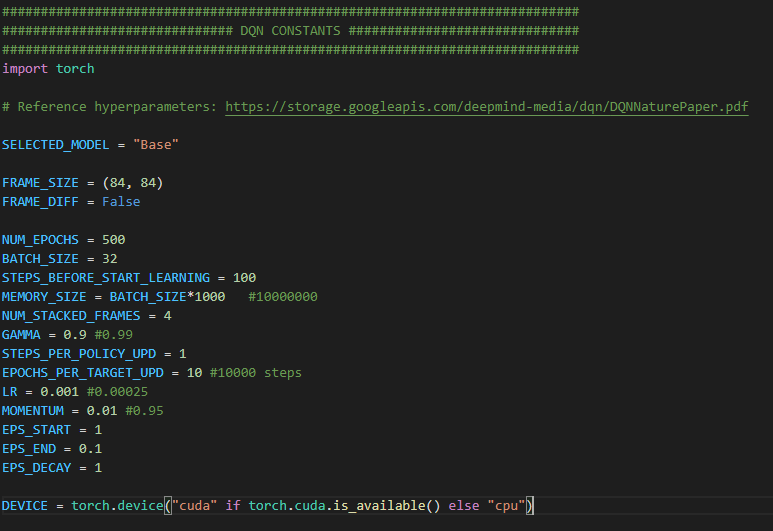 ##########################################################################
############################## DQN CONSTANTS ##############################
##########################################################################
import torch
# Reference hyperparameters: https://storage.googleapis.com/deepmind-media/dqn/DQNNaturePaper.pdf
SELECTED_MODEL = "Base"
FRAME_SIZE = (84, 84)
FRAME_DIFF = False
NUM_EPOCHS = 500
BATCH_SIZE = 32
STEPS_BEFORE_START_LEARNING = 100
MEMORY_SIZE = BATCH_SIZE*1000   #10000000
NUM_STACKED_FRAMES = 4
GAMMA = 0.9 #0.99
STEPS_PER_POLICY_UPD = 1
EPOCHS_PER_TARGET_UPD = 10 #10000 steps
LR = 0.001 #0.00025
MOMENTUM = 0.01 #0.95
EPS_START = 1
EPS_END = 0.1
EPS_DECAY = 1
DEVICE = torch.device("cuda" if torch.cuda.is_available() else "cpu")